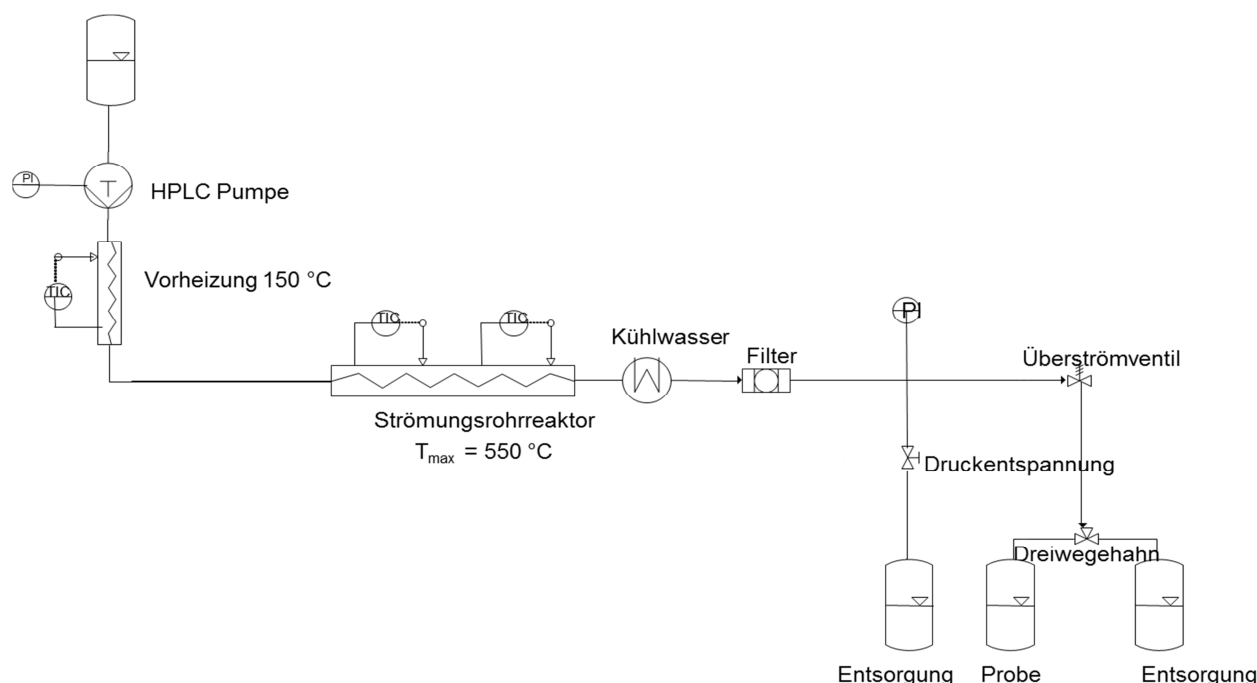 PI
HPLC Pumpe
TIC
Vorheizung 150 °C
TIC
TIC
PI
Kühlwasser
Filter
Überströmventil
Strömungsrohrreaktor
Tmax = 550 °C
Druckentspannung
Dreiwegehahn
Entsorgung
Probe
Entsorgung